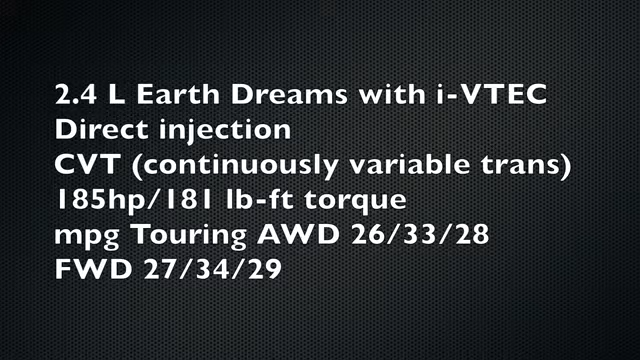 2.4 L Earth Dreams with i-VTEC
Direct injection
CVT (continuously variable trans)
185hp/181 lb-ft torque
mpg Touring AWD 26/33/28
FWD 27/34/29